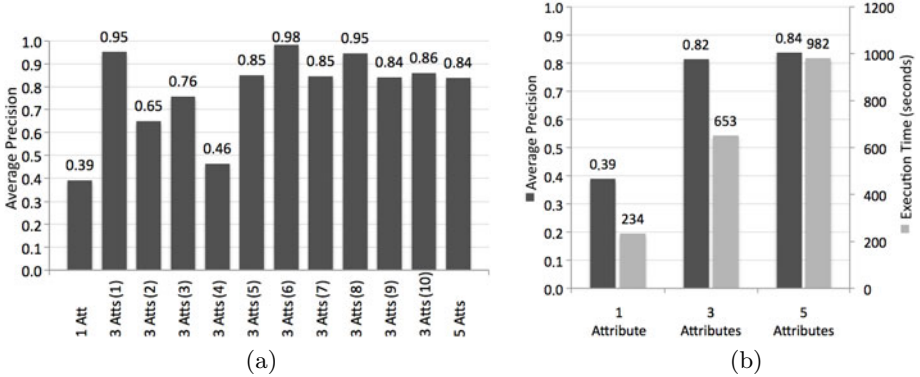 0.95
0.98
0.95
0.85
0.85
0.84
0.86
0.84
0.76
0.65
0.46
0.39
1.0
0.9
0.8
0.7
0.6
0.5
0.4
0.3
0.2
0.1
0.0
Average Precision
1 Att
3 Atts (1)
3 Atts (2)
3 Atts (3)
3 Atts (4)
3 Atts (5)
3 Atts (6)
3 Atts (7)
3 Atts (8)
3 Atts (9)
3 Atts (10)
5 Atts
(a)
1.0
0.9
0.8
0.7
0.6
0.5
0.4
0.3
0.2
0.1
0.0
Average Precision
0.39
234
0.82
653
0.84
982
1200
1000
800
600
400
200
0
Execution Time (seconds)
1
Attribute
3
Attributes
5
Attributes
(b)